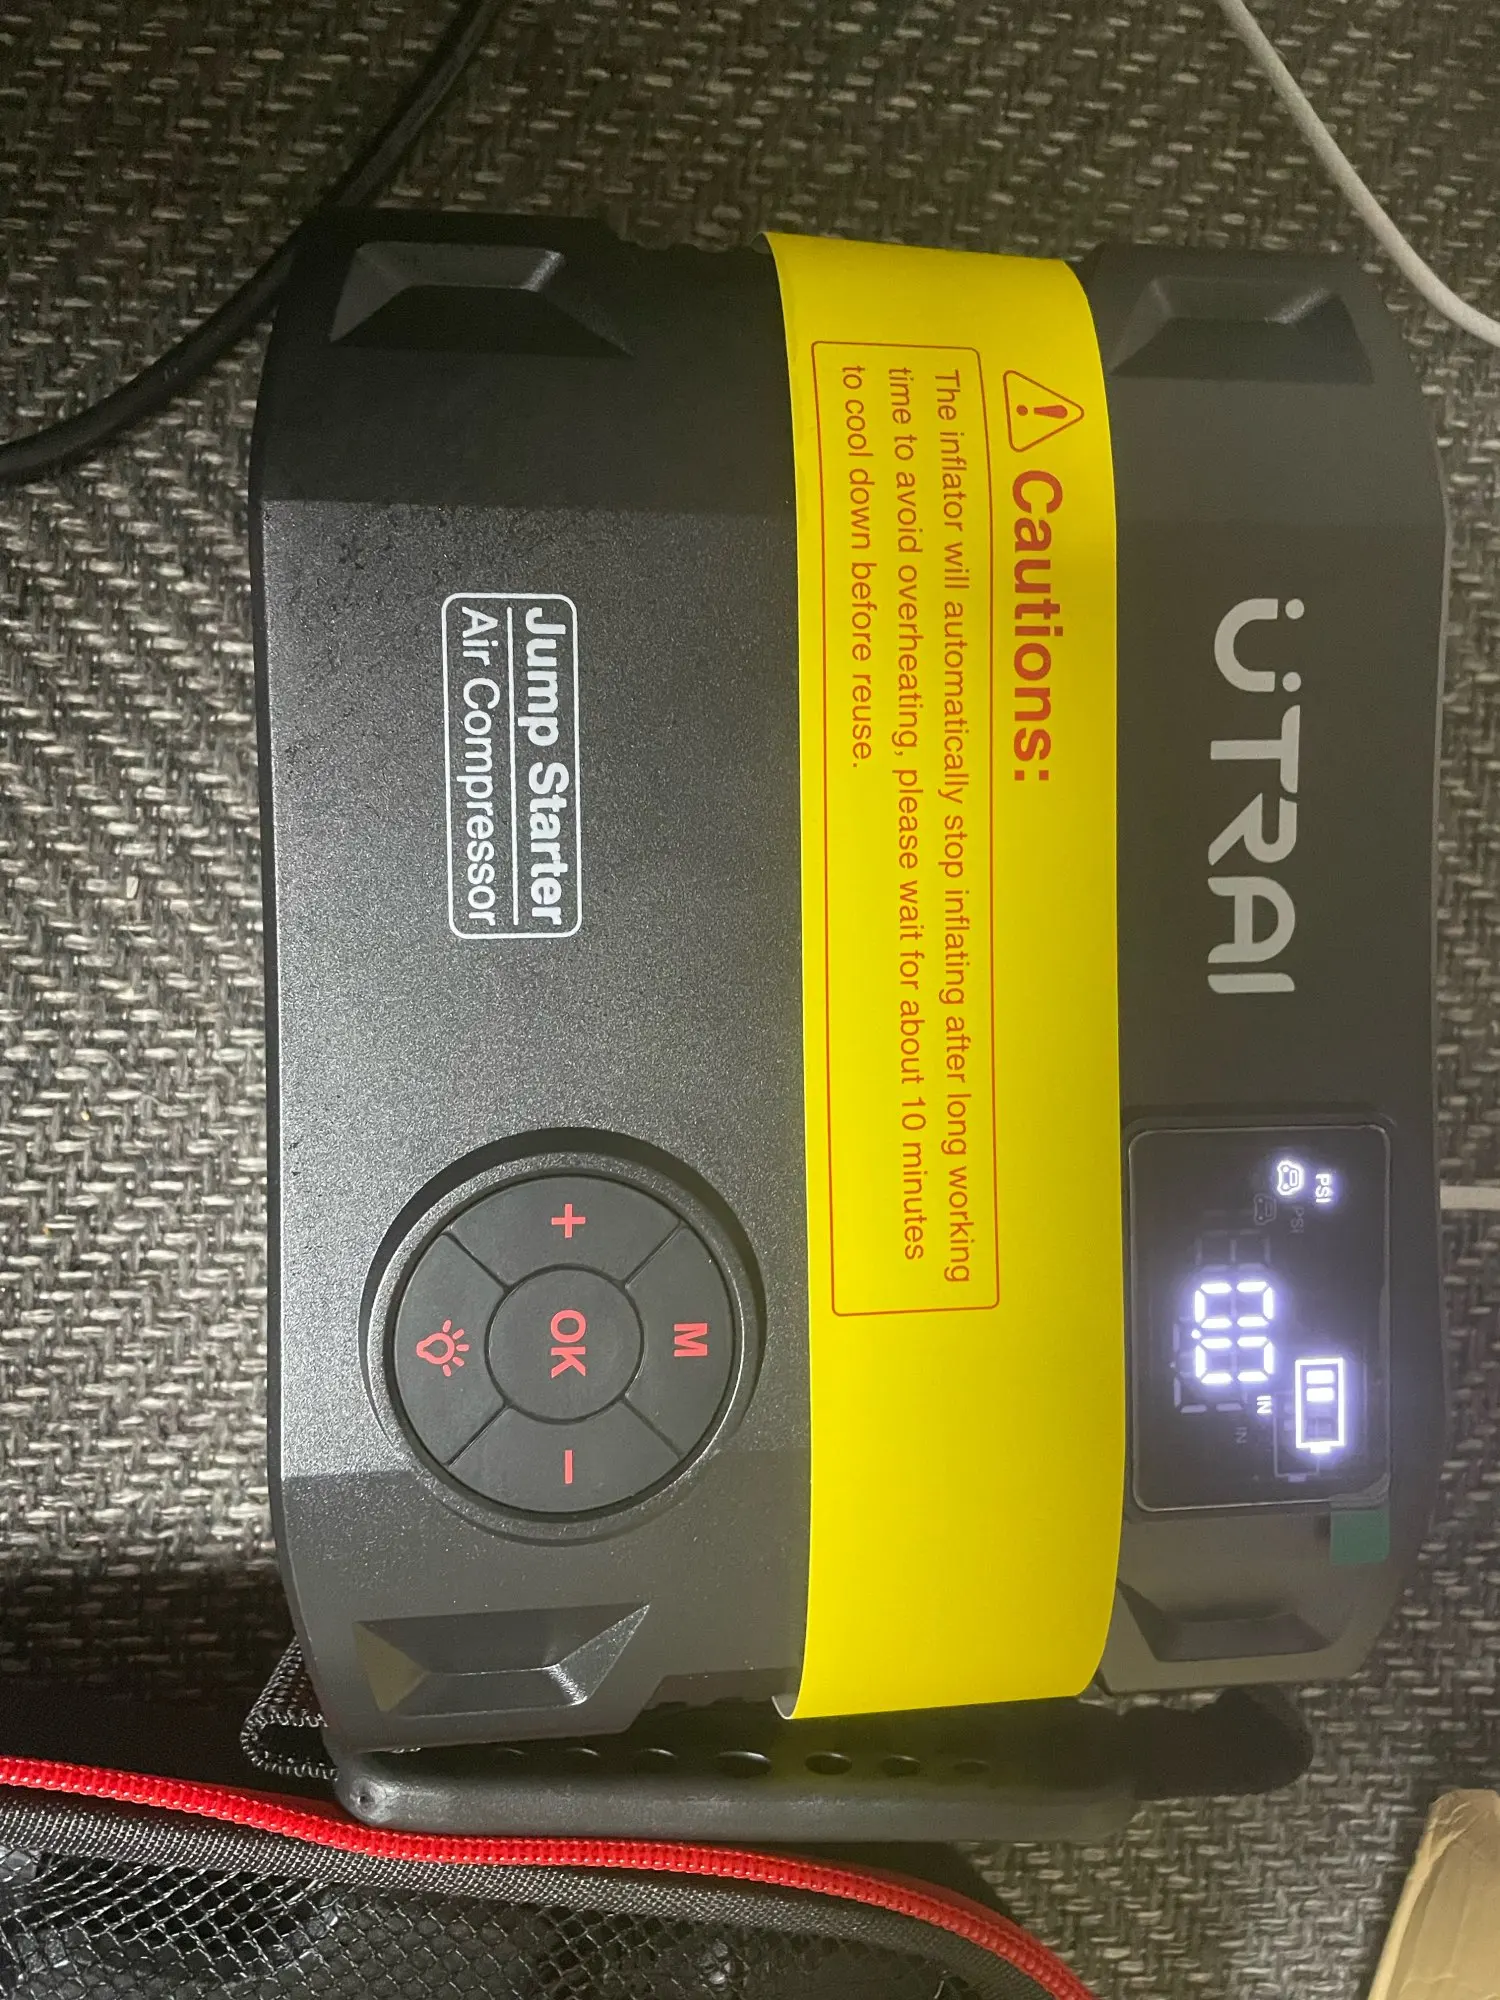 UTRAI
PSI
0.0
IN
Cautions:
The inflator will automatically stop inflating after long working
time to avoid overheating, please wait for about 10 minutes
to cool down before reuse.
Jump Starter
Air Compressor
M
+ OK −